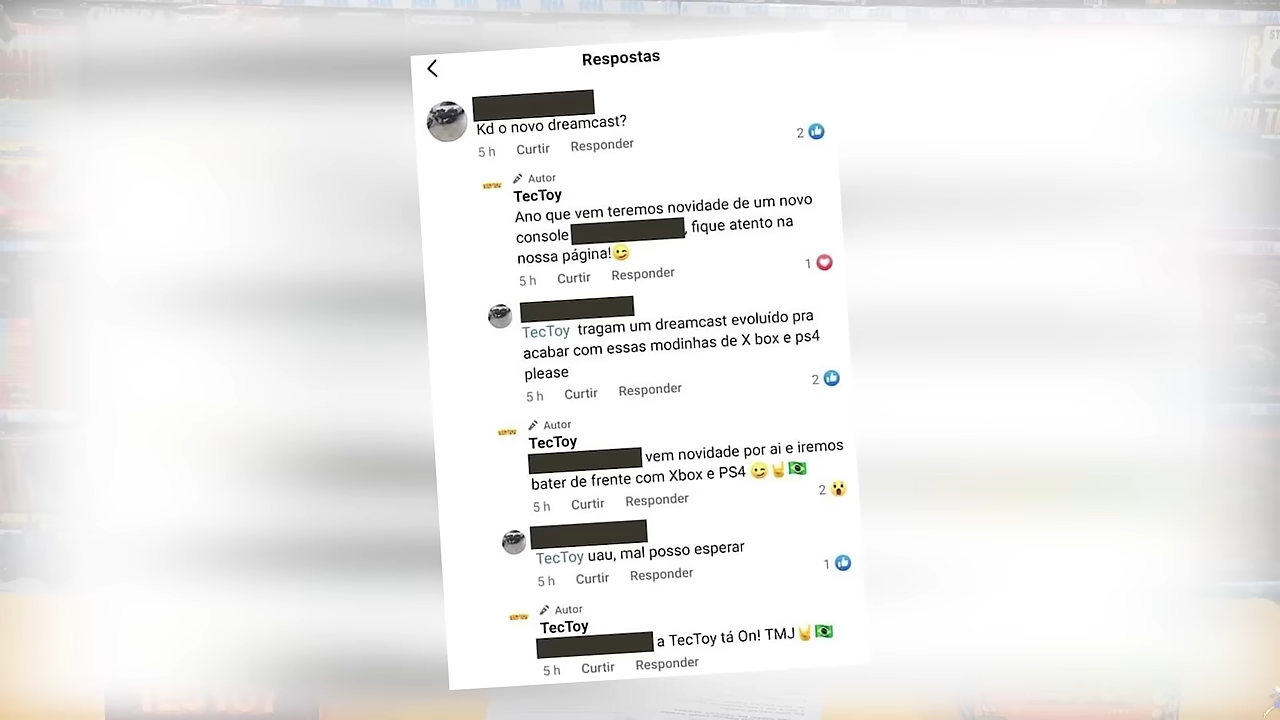 Respostas
Kd o novo dreamcast?
5 h Curtir Responder 2
Autor
TecToy
Ano que vem teremos novidade de um novo
console , fique atento na
nossa página!😉
5 h Curtir Responder 1
TecToy tragam um dreamcast evoluído pra
acabar com essas modinhas de X box e ps4
please
5 h Curtir Responder 2
Autor
TecToy
vem novidade por ai e iremos
bater de frente com Xbox e PS4 😉🤘🇧🇷
5 h Curtir Responder 2
TecToy uau, mal posso esperar
5 h Curtir Responder 1
Autor
TecToy
a TecToy tá On! TMJ🤘🇧🇷
5 h Curtir Responder